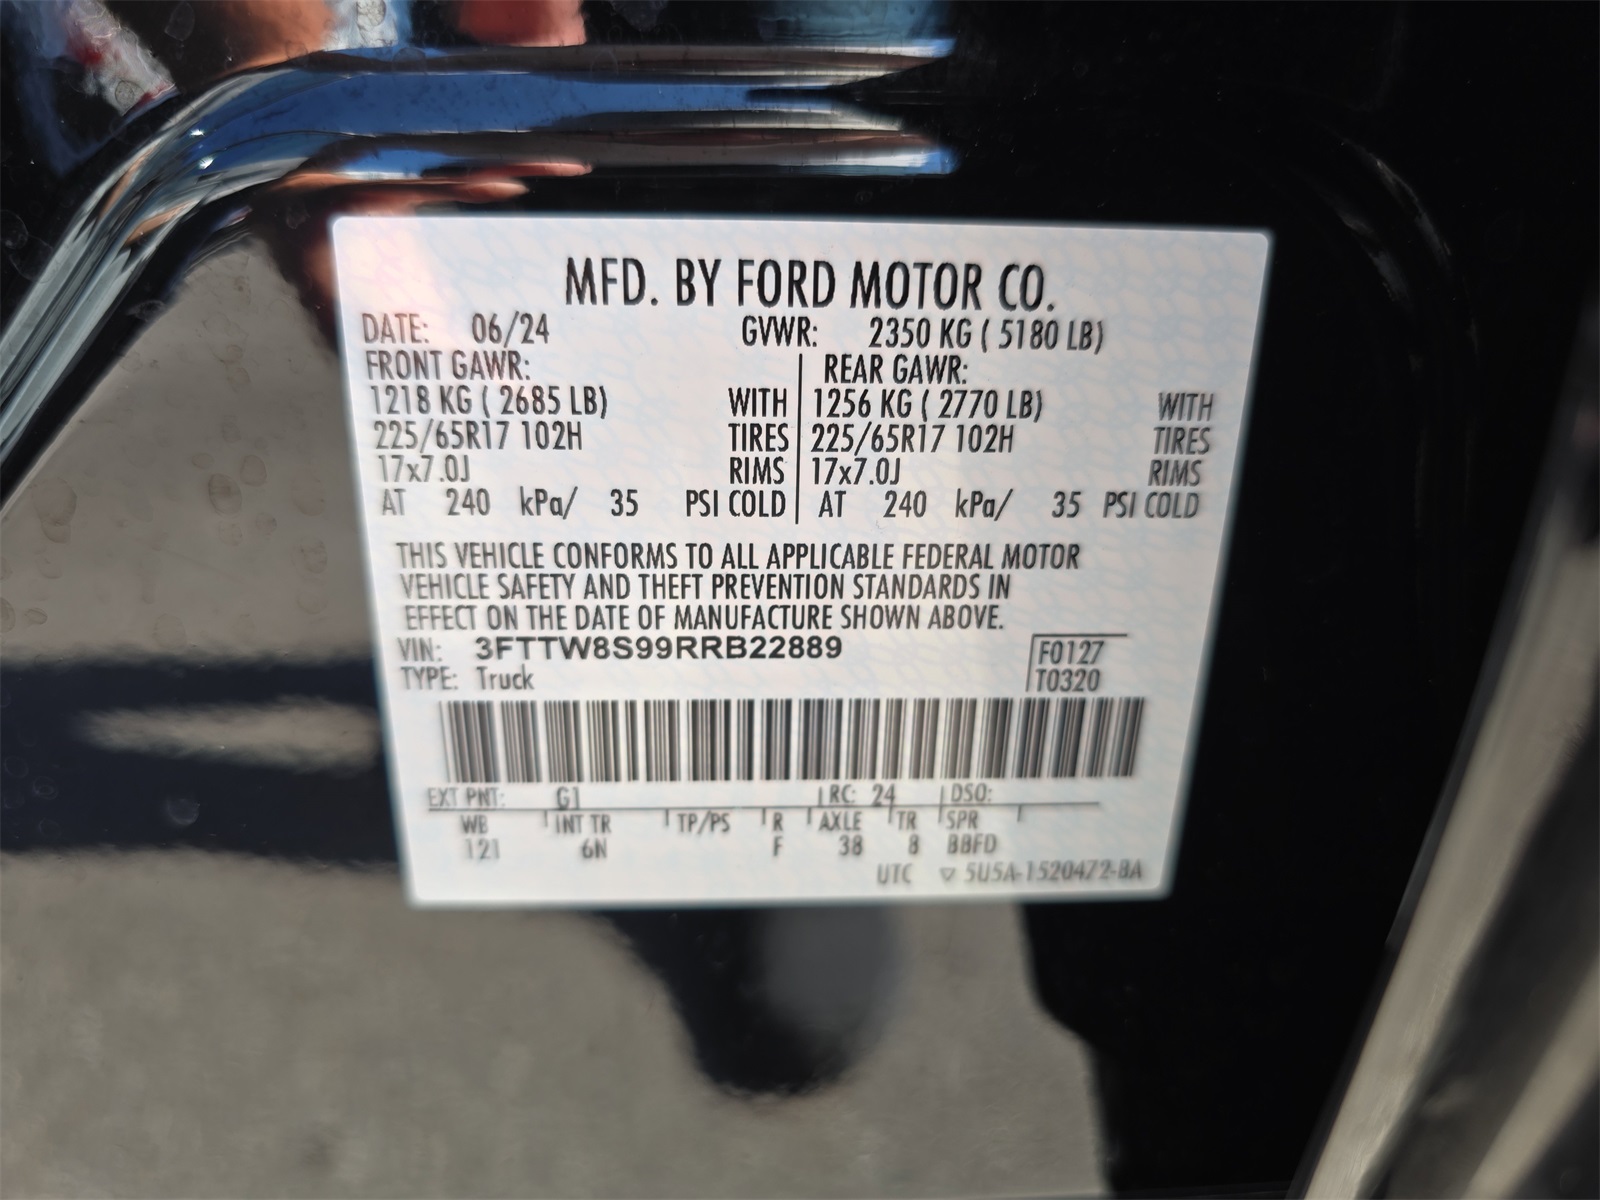 MFD. BY FORD MOTOR CO.
DATE: 06/24 GVWR: 2350 KG ( 5180 LB)
FRONT GAWR: REAR GAWR:
1218 KG ( 2685 LB) WITH 1256 KG ( 2770 LB) WITH
225/65R17 102H TIRES 225/65R17 102H TIRES
17x7.0J RIMS 17x7.0J RIMS
AT 240 kPa/ 35 PSI COLD AT 240 kPa/ 35 PSI COLD
THIS VEHICLE CONFORMS TO ALL APPLICABLE FEDERAL MOTOR
VEHICLE SAFETY AND THEFT PREVENTION STANDARDS IN
EFFECT ON THE DATE OF MANUFACTURE SHOWN ABOVE.
VIN: 3FTTW8S99RRB22889 F0127
TYPE: Truck T0320
EXT PNT: G1 RC: 24 DSO:
WB INT TR TP/PS R AXLE TR SPR
121 6N F 38 8 BBFD
UTC ▽ 5U5A-1520472-BA